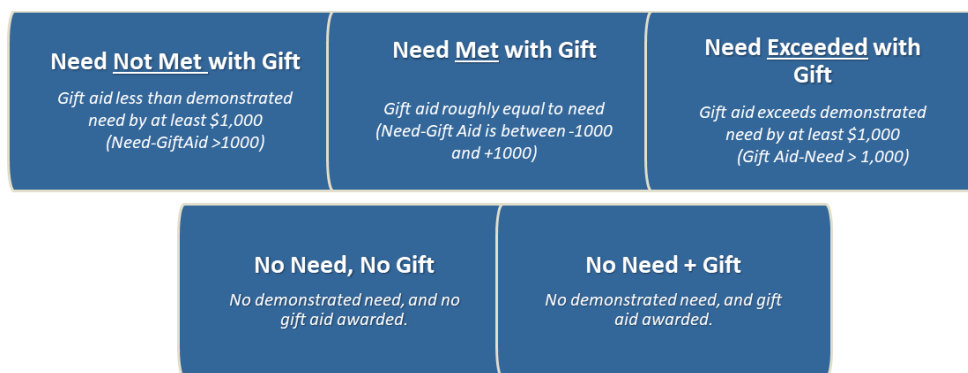 Need Not Met with Gift
Gift aid less than demonstrated
need by at least $1,000
(Need-GiftAid >1000)
Need Met with Gift
Gift aid roughly equal to need
(Need-Gift Aid is between -1000
and +1000)
Need Exceeded with
Gift
Gift aid exceeds demonstrated
need by at least $1,000
(Gift Aid-Need > 1,000)
No Need, No Gift
No demonstrated need, and no
gift aid awarded.
No Need + Gift
No demonstrated need, and gift
aid awarded.